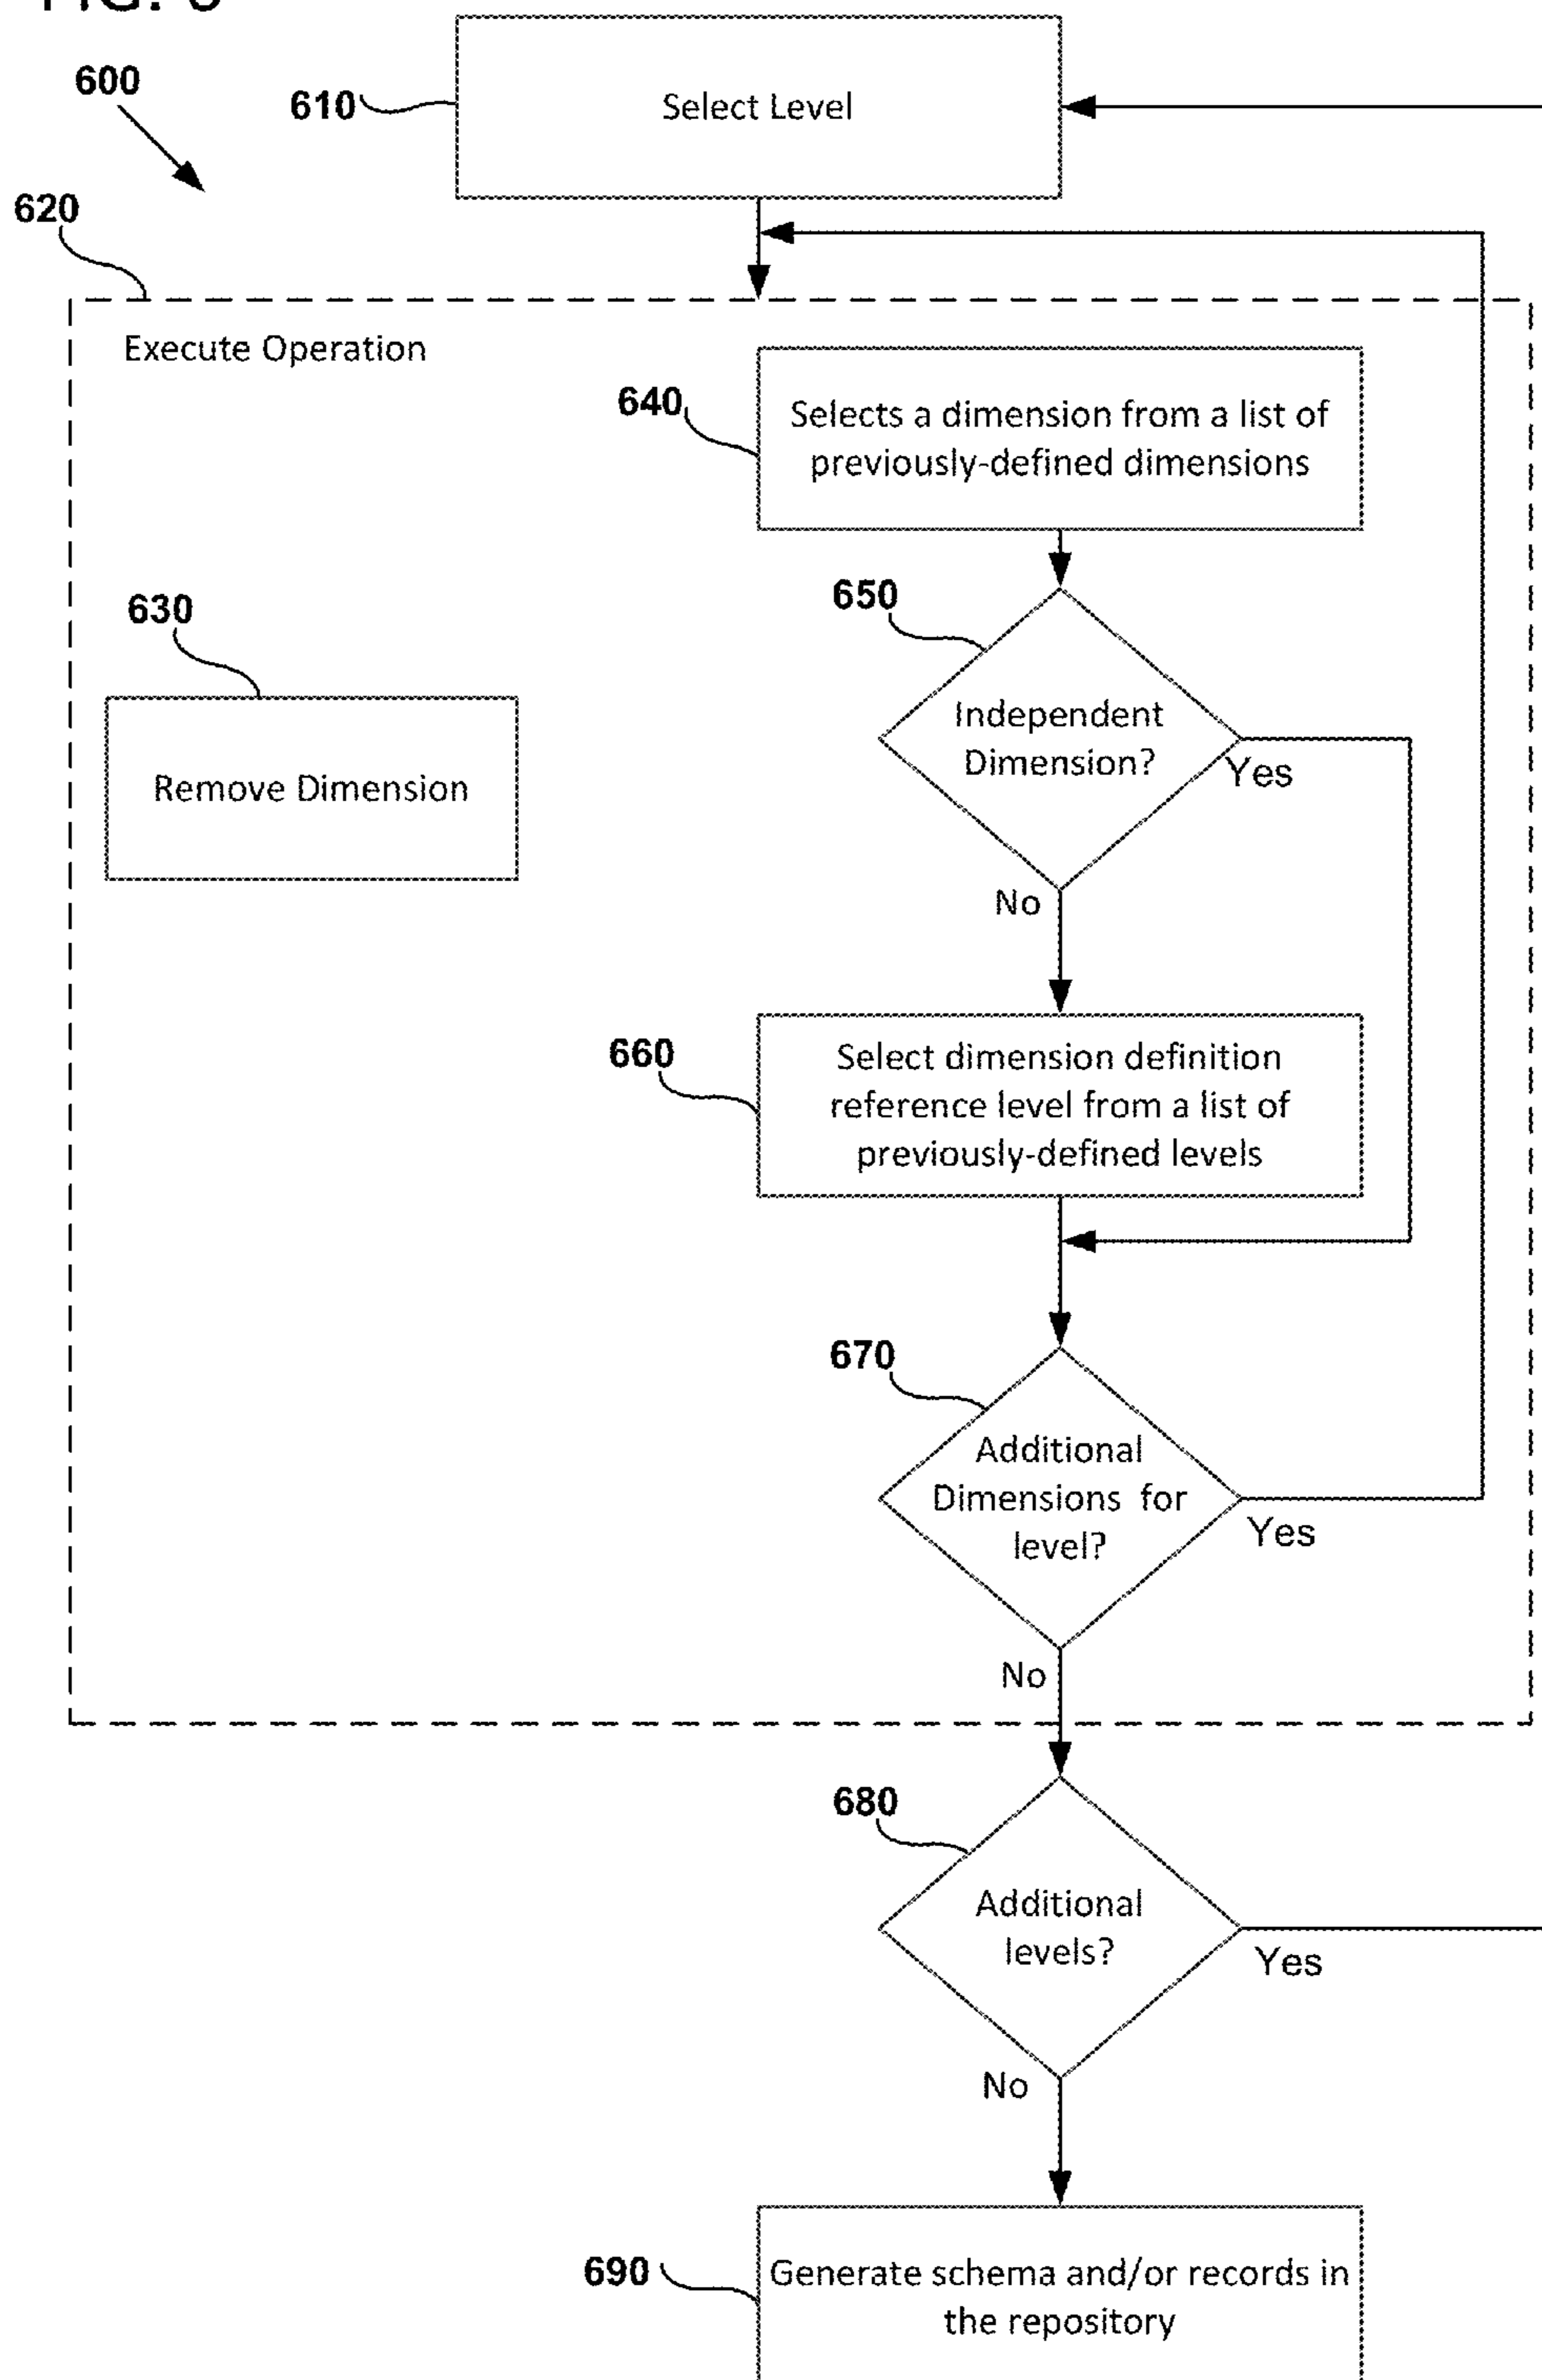 600
610
Select Level
620
Execute Operation
640
Selects a dimension from a list of
previously-defined dimensions
650
630
Independent
Dimension?
Yes
Remove Dimension
No
660
Select dimension definition
reference level from a list of
previously-defined levels
670
Additional
Dimensions for
level?
Yes
No
680
Additional
levels?
Yes
No
690
Generate schema and/or records in
the repository